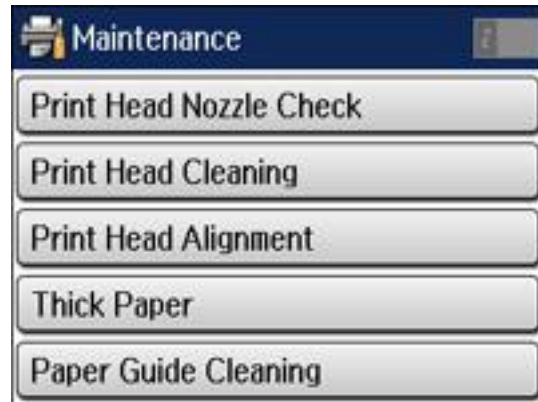 Maintenance
Print Head Nozzle Check
Print Head Cleaning
Print Head Alignment
Thick Paper
Paper Guide Cleaning